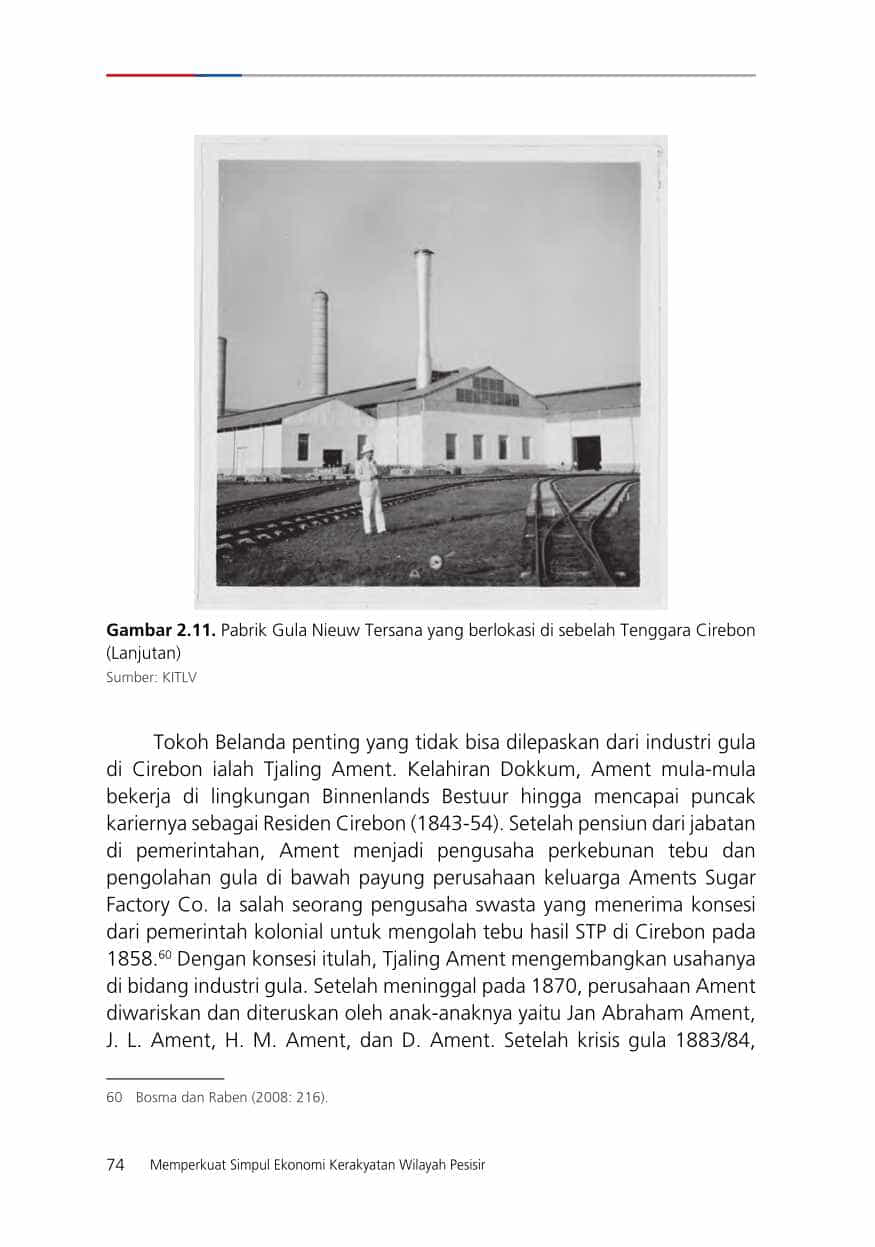 Gambar 2.11. Pabrik Gula Nieuw Tersana yang berlokasi di sebelah Tenggara Cirebon
(Lanjutan)
Sumber: KITLV
Tokoh Belanda penting yang tidak bisa dilepaskan dari industri gula
di Cirebon ialah Tjaling Ament. Kelahiran Dokkum, Ament mula-mula
bekerja di lingkungan Binnenlands Bestuur hingga mencapai puncak
kariernya sebagai Residen Cirebon (1843-54). Setelah pensiun dari jabatan
di pemerintahan, Ament menjadi pengusaha perkebunan tebu dan
pengolahan gula di bawah payung perusahaan keluarga Aments Sugar
Factory Co. Ia salah seorang pengusaha swasta yang menerima konsesi
dari pemerintah kolonial untuk mengolah tebu hasil STP di Cirebon pada
1858.⁶⁰ Dengan konsesi itulah, Tjaling Ament mengembangkan usahanya
di bidang industri gula. Setelah meninggal pada 1870, perusahaan Ament
diwariskan dan diteruskan oleh anak-anaknya yaitu Jan Abraham Ament,
J. L. Ament, H. M. Ament, dan D. Ament. Setelah krisis gula 1883/84,
60 Bosma dan Raben (2008: 216).
74 Memperkuat Simpul Ekonomi Kerakyatan Wilayah Pesisir